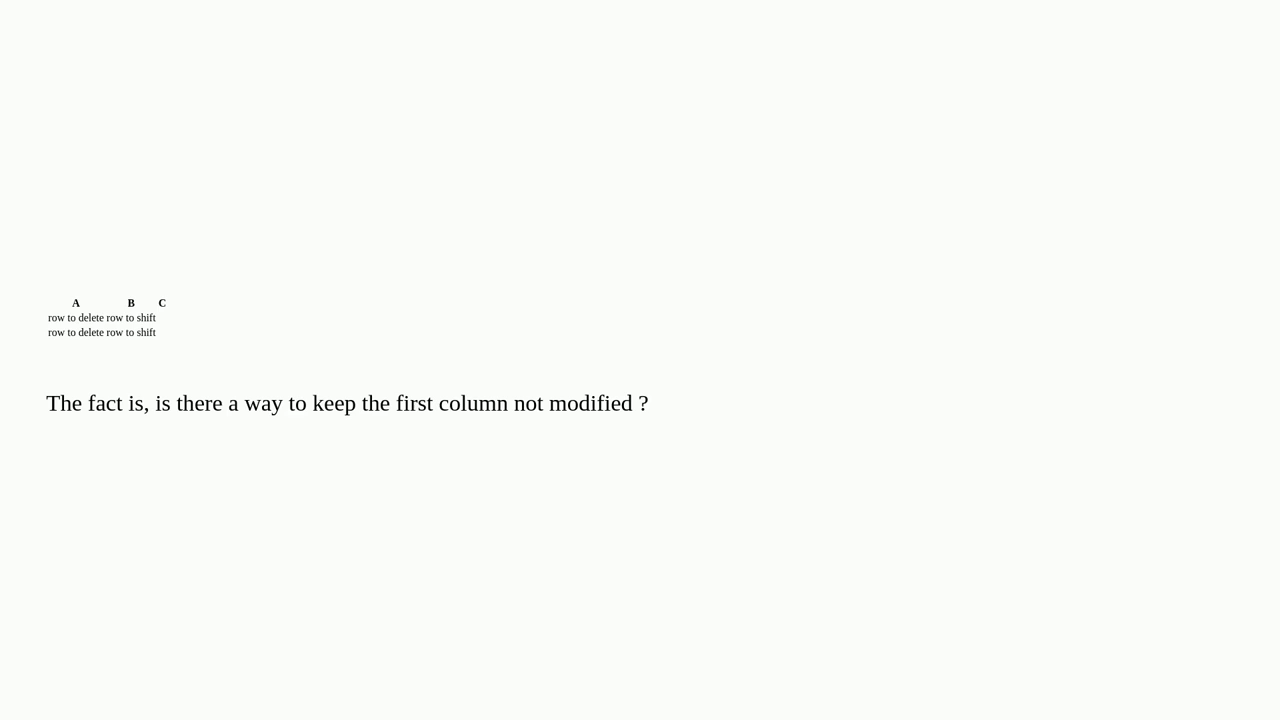 A B C
row to delete row to shift
row to delete row to shift
The fact is, is there a way to keep the first column not modified ?